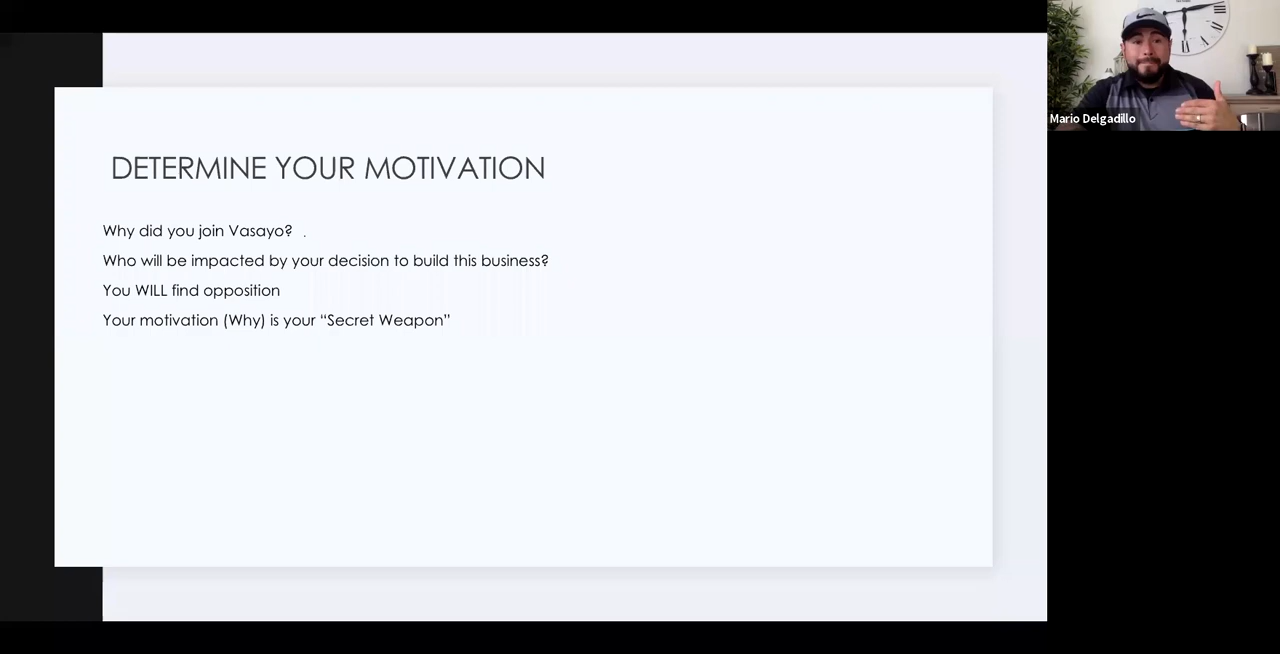 DETERMINE YOUR MOTIVATION
Why did you join Vasayo? .
Who will be impacted by your decision to build this business?
You WILL find opposition
Your motivation (Why) is your “Secret Weapon”
Mario Delgadillo